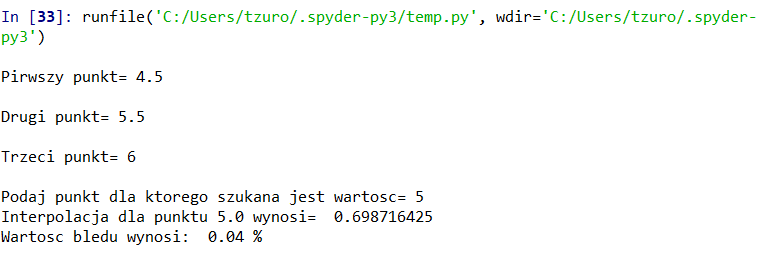 In [33]: runfile('C:/Users/tzuro/.spyder-py3/temp.py', wdir='C:/Users/tzuro/.spyder-
py3')
Pirwszy punkt= 4.5
Drugi punkt= 5.5
Trzeci punkt= 6
Podaj punkt dla ktorego szukana jest wartosc= 5
Interpolacja dla punktu 5.0 wynosi=  0.698716425
Wartosc bledu wynosi:  0.04 %